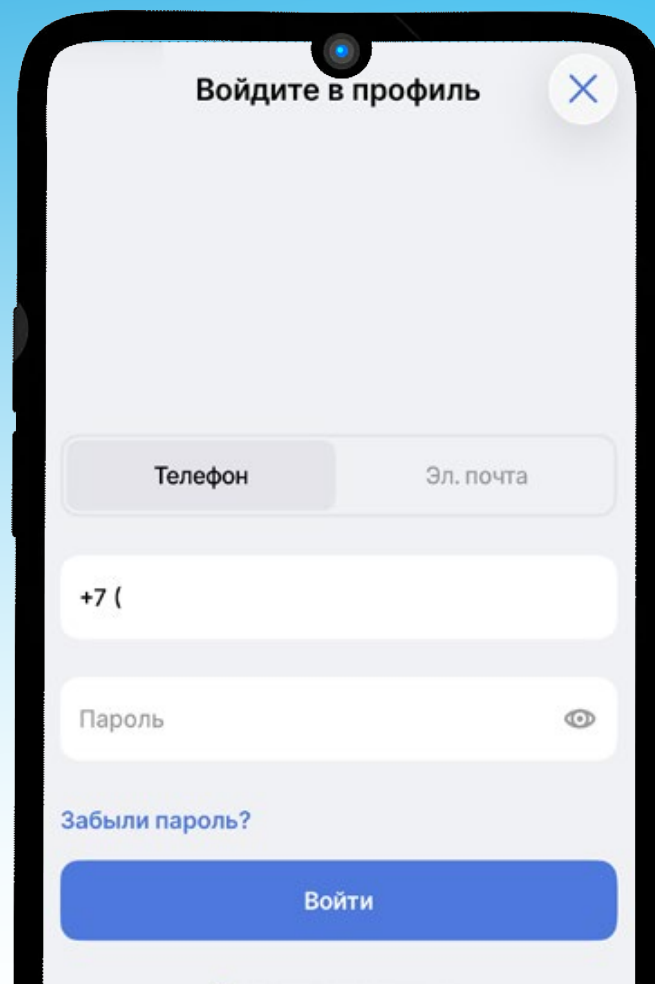 Войдите в профиль
Телефон
Эл. почта
+7 (
Пароль
Забыли пароль?
Войти